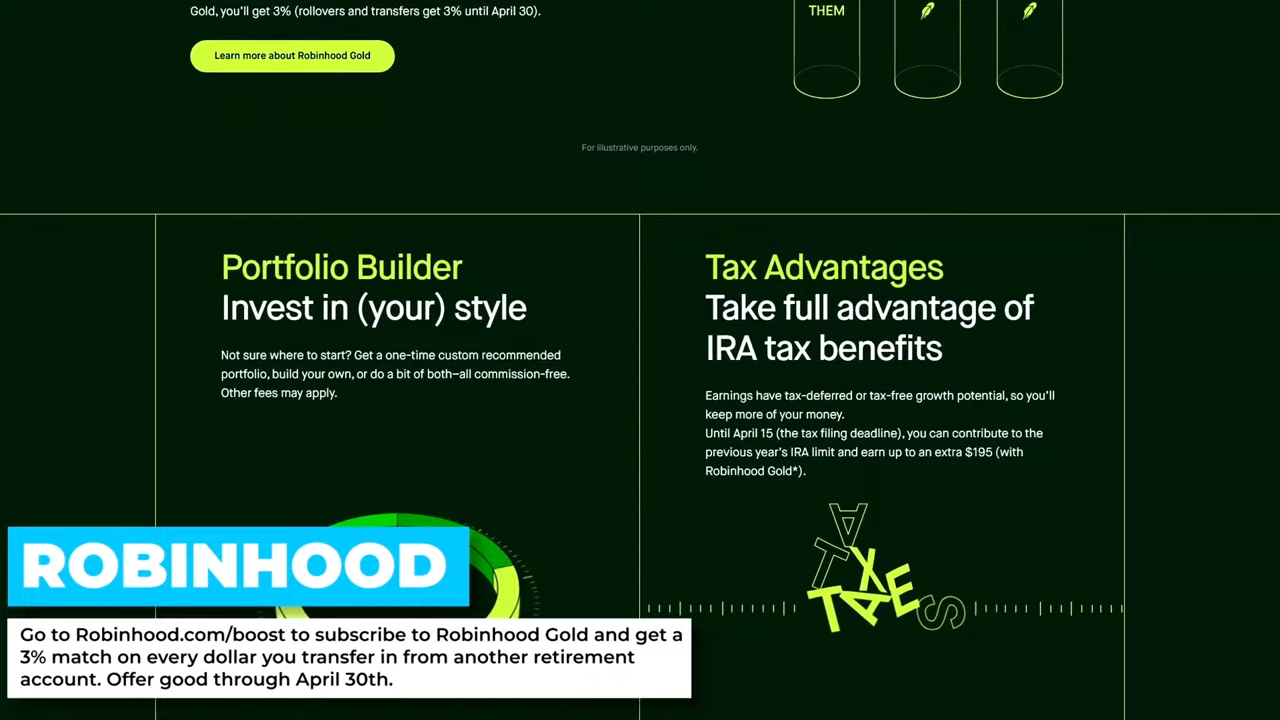 Gold, you'll get 3% (rollovers and transfers get 3% until April 30).
THEM
Learn more about Robinhood Gold
For illustrative purposes only.
Portfolio Builder
Invest in (your) style
Not sure where to start? Get a one-time custom recommended
portfolio, build your own, or do a bit of both—all commission-free.
Other fees may apply.
Tax Advantages
Take full advantage of
IRA tax benefits
Earnings have tax-deferred or tax-free growth potential, so you'll
keep more of your money.
Until April 15 (the tax filing deadline), you can contribute to the
previous year's IRA limit and earn up to an extra $195 (with
Robinhood Gold*).
TAXES
TAXES
ROBINHOOD
Go to Robinhood.com/boost to subscribe to Robinhood Gold and get a
3% match on every dollar you transfer in from another retirement
account. Offer good through April 30th.